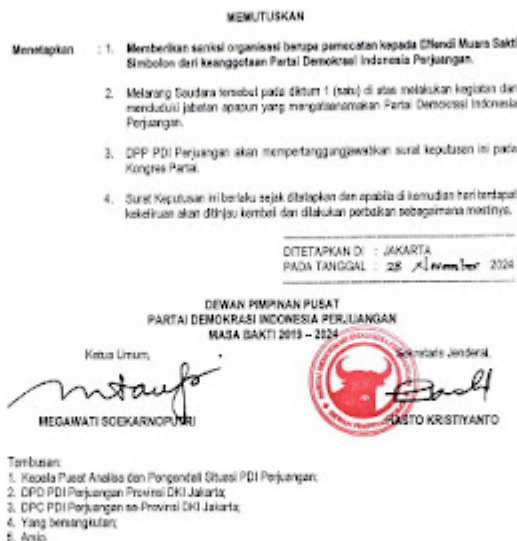 MEMUTUSKAN
Menetapkan : 1. Memberikan sanksi organisasi berupa pemecatan kepada Effendi Muara Sakti
Simbolon dari keanggotaan Partai Demokrasi Indonesia Perjuangan.
2. Melarang Saudara tersebut pada diktum 1 (satu) di atas melakukan kegiatan dan
menduduki jabatan apapun yang mengatasnamakan Partai Demokrasi Indonesia
Perjuangan.
3. DPP PDI Perjuangan akan mempertanggungjawabkan surat keputusan ini pada
Kongres Partai.
4. Surat Keputusan ini berlaku sejak ditetapkan dan apabila di kemudian hari terdapat
kekeliruan akan ditinjau kembali dan dilakukan perbaikan sebagaimana mestinya.
DITETAPKAN DI : JAKARTA
PADA TANGGAL : 28 November 2024
DEWAN PIMPINAN PUSAT
PARTAI DEMOKRASI INDONESIA PERJUANGAN
MASA BAKTI 2019 – 2024
Ketua Umum, Sekretaris Jenderal,
MEGAWATI SOEKARNOPUTRI HASTO KRISTIYANTO
Tembusan:
1. Kepala Pusat Analisa dan Pengendali Situasi PDI Perjuangan;
2. DPD PDI Perjuangan Provinsi DKI Jakarta;
3. DPC PDI Perjuangan se-Provinsi DKI Jakarta;
4. Yang bersangkutan;
5. Arsip.